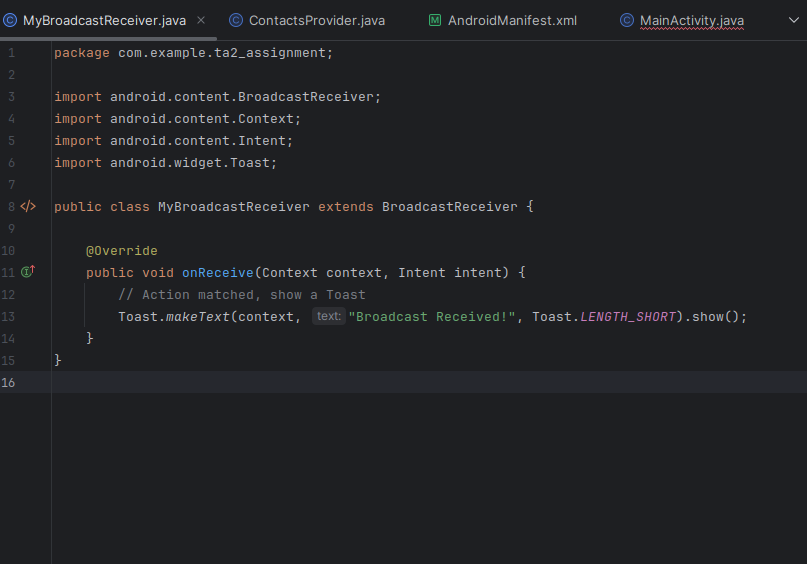 MyBroadcastReceiver.java ContactsProvider.java AndroidManifest.xml MainActivity.java
1 package com.example.ta2_assignment;
2
3 import android.content.BroadcastReceiver;
4 import android.content.Context;
5 import android.content.Intent;
6 import android.widget.Toast;
7
8 public class MyBroadcastReceiver extends BroadcastReceiver {
9
10 @Override
11 public void onReceive(Context context, Intent intent) {
12 // Action matched, show a Toast
13 Toast.makeText(context, text: "Broadcast Received!", Toast.LENGTH_SHORT).show();
14 }
15 }
16